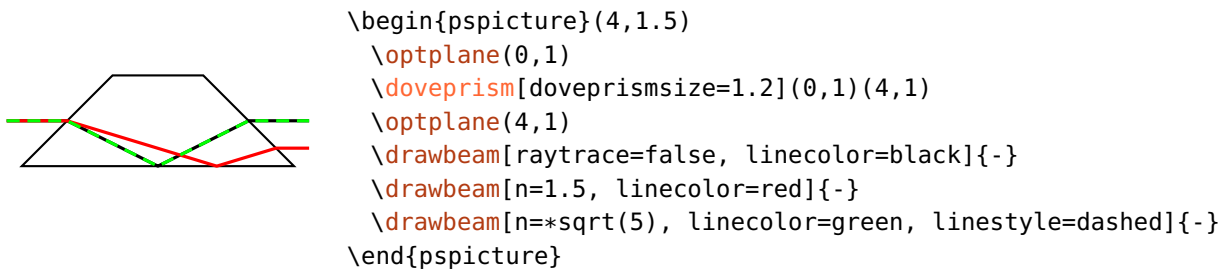 \begin{pspicture}(4,1.5)
  \optplane(0,1)
  \doveprism[doveprismsize=1.2](0,1)(4,1)
  \optplane(4,1)
  \drawbeam[raytrace=false, linecolor=black]{-}
  \drawbeam[n=1.5, linecolor=red]{-}
  \drawbeam[n=*sqrt(5), linecolor=green, linestyle=dashed]{-}
\end{pspicture}